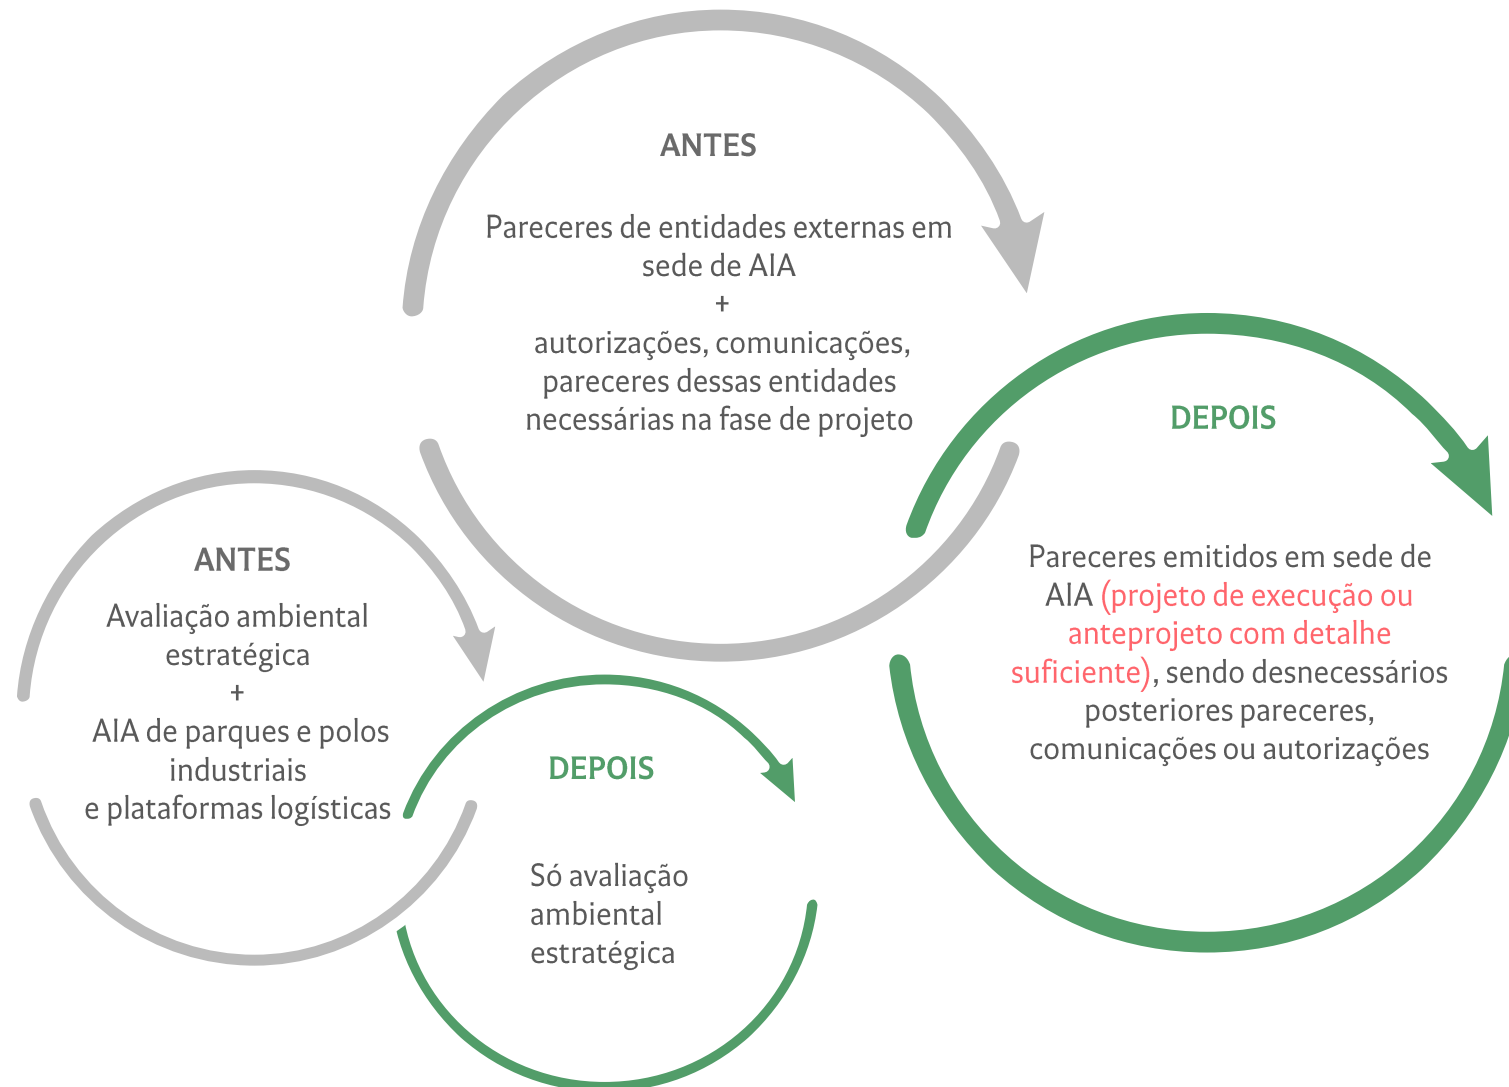 ANTES
Pareceres de entidades externas em
sede de AIA
+
autorizações, comunicações,
pareceres dessas entidades
necessárias na fase de projeto
DEPOIS
Pareceres emitidos em sede de
AIA (projeto de execução ou
anteprojeto com detalhe
suficiente), sendo desnecessários
posteriores pareceres,
comunicações ou autorizações
ANTES
Avaliação ambiental
estratégica
+
AIA de parques e polos
industriais
e plataformas logísticas
DEPOIS
Só avaliação
ambiental
estratégica